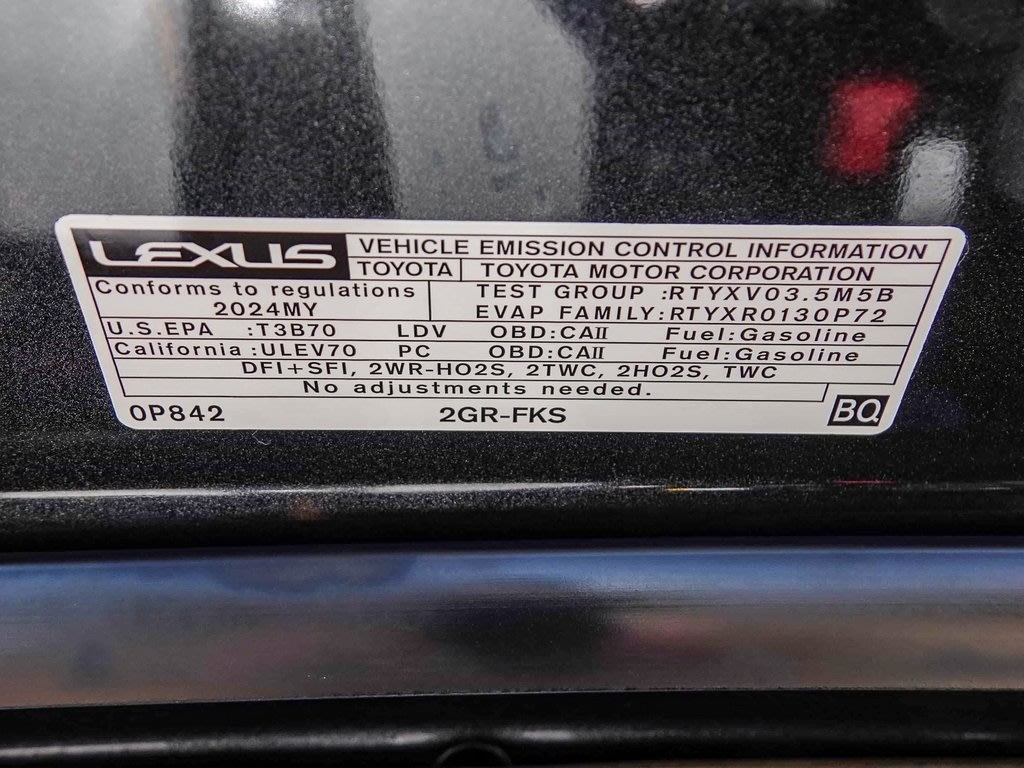 LEXUS VEHICLE EMISSION CONTROL INFORMATION
TOYOTA TOYOTA MOTOR CORPORATION
Conforms to regulations TEST GROUP :RTYXV03.5M5B
2024MY EVAP FAMILY:RTYXR0130P72
U.S.EPA :T3B70 LDV OBD:CAII Fuel:Gasoline
California :ULEV70 PC OBD:CAII Fuel:Gasoline
DFI+SFI, 2WR-HO2S, 2TWC, 2HO2S, TWC
No adjustments needed.
0P842 2GR-FKS BQ